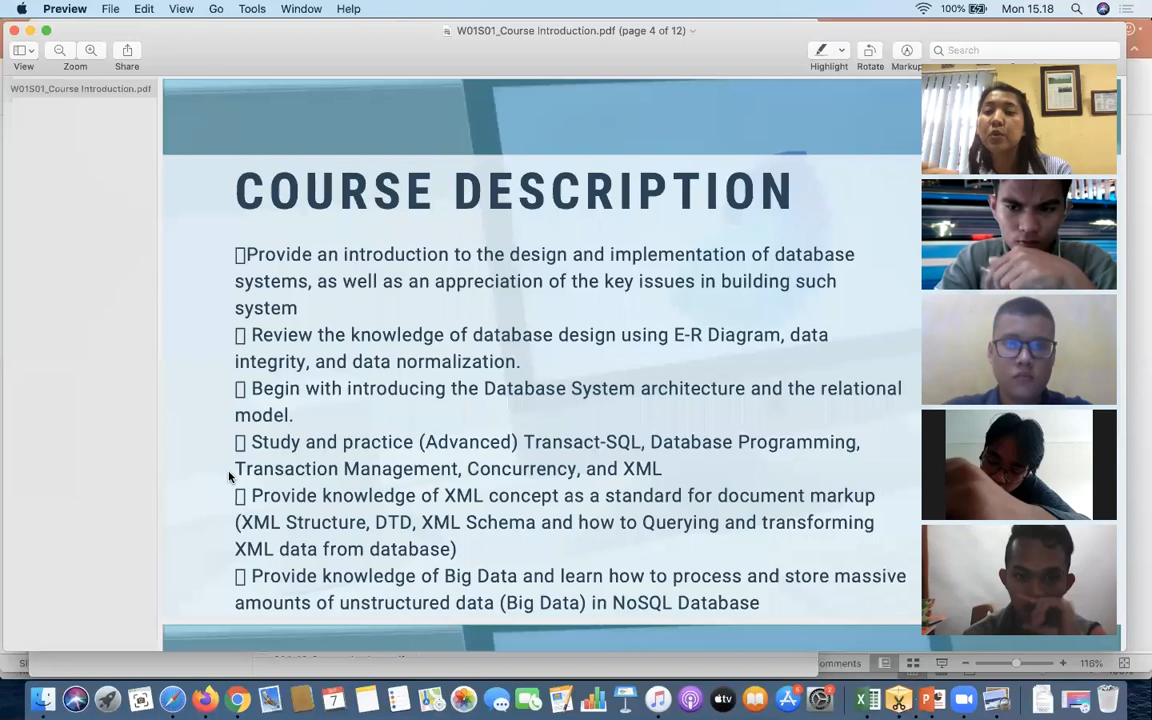 Preview File Edit View Go Tools Window Help 100% Mon 15.18
W01S01_Course Introduction.pdf (page 4 of 12)
View Zoom Share Highlight Rotate Markup Search
W01S01_Course Introduction.pdf
COURSE DESCRIPTION
Provide an introduction to the design and implementation of database
systems, as well as an appreciation of the key issues in building such
system
Review the knowledge of database design using E-R Diagram, data
integrity, and data normalization.
Begin with introducing the Database System architecture and the relational
model.
Study and practice (Advanced) Transact-SQL, Database Programming,
Transaction Management, Concurrency, and XML
Provide knowledge of XML concept as a standard for document markup
(XML Structure, DTD, XML Schema and how to Querying and transforming
XML data from database)
Provide knowledge of Big Data and learn how to process and store massive
amounts of unstructured data (Big Data) in NoSQL Database
omments 116%
7
tv